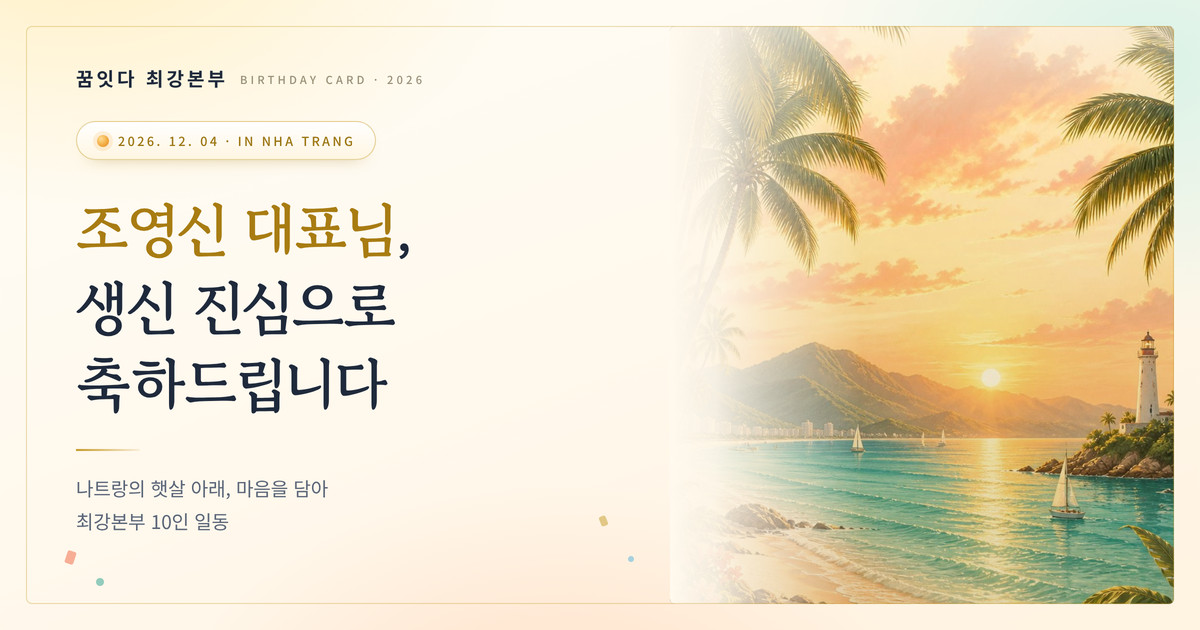 꿈잇다 최강본부 BIRTHDAY CARD · 2026
2026. 12. 04 · IN NHA TRANG
조영신 대표님,
생신 진심으로
축하드립니다
나트랑의 햇살 아래, 마음을 담아
최강본부 10인 일동